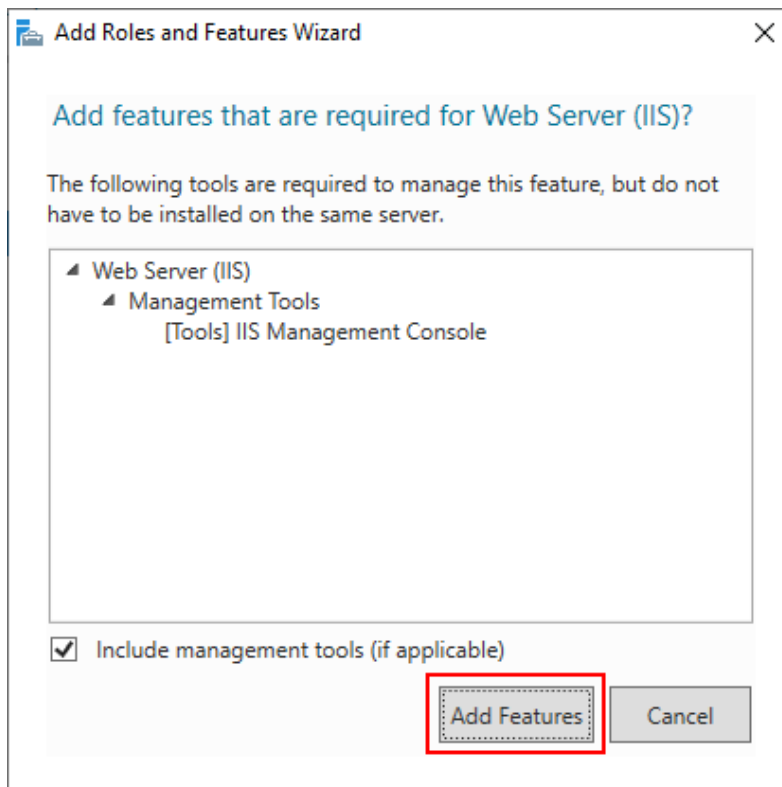 Add Roles and Features Wizard
Add features that are required for Web Server (IIS)?
The following tools are required to manage this feature, but do not
have to be installed on the same server.
Web Server (IIS)
Management Tools
[Tools] IIS Management Console
Include management tools (if applicable)
Add Features
Cancel